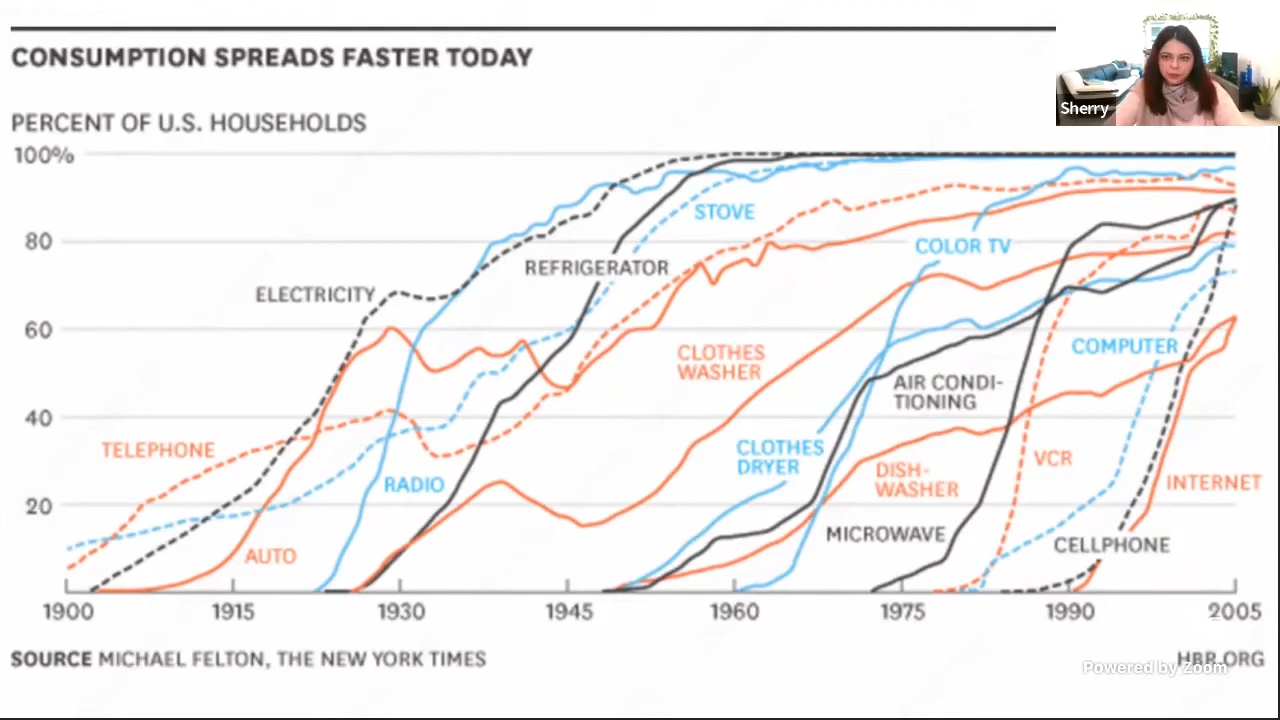 CONSUMPTION SPREADS FASTER TODAY
Sherry
PERCENT OF U.S. HOUSEHOLDS
100%
80
60
40
20
STOVE
COLOR TV
REFRIGERATOR
ELECTRICITY
CLOTHES
WASHER
COMPUTER
AIR CONDI-
TIONING
TELEPHONE
CLOTHES
DRYER
VCR
RADIO
DISH-
WASHER
INTERNET
MICROWAVE
CELLPHONE
AUTO
1900
1915
1930
1945
1960
1975
1990
2005
SOURCE MICHAEL FELTON, THE NEW YORK TIMES
HBR.ORG
Powered by Zoom